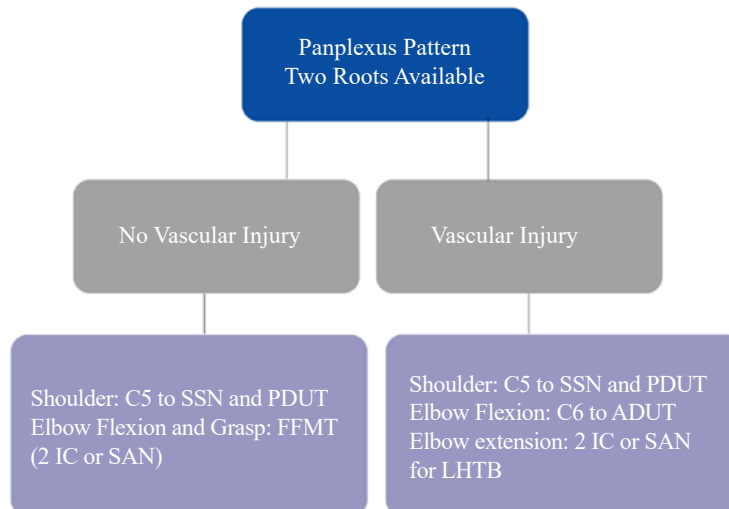 Panplexus Pattern
Two Roots Available
No Vascular Injury
Vascular Injury
Shoulder: C5 to SSN and PDUT
Elbow Flexion and Grasp: FFMT
(2 IC or SAN)
Shoulder: C5 to SSN and PDUT
Elbow Flexion: C6 to ADUT
Elbow extension: 2 IC or SAN
for LHTB